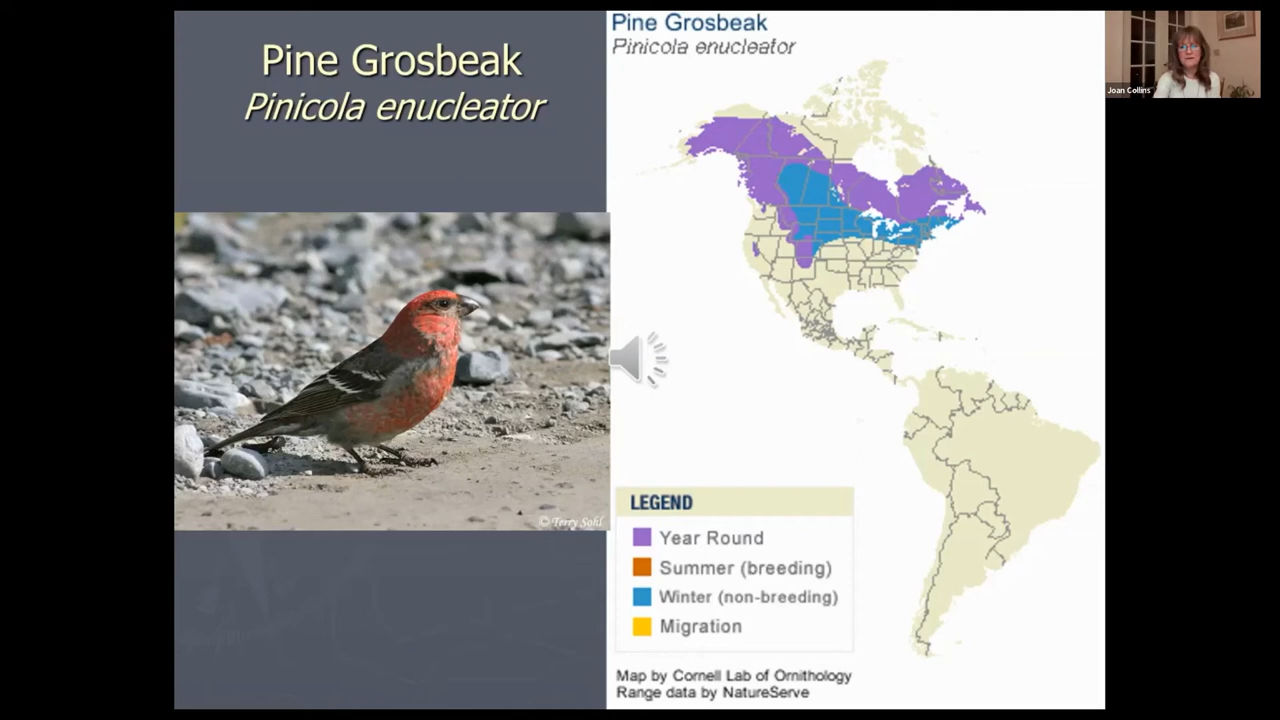 Pine Grosbeak
Pinicola enucleator
© Terry Sohl
Pine Grosbeak
Pinicola enucleator
LEGEND
Year Round
Summer (breeding)
Winter (non-breeding)
Migration
Map by Cornell Lab of Ornithology
Range data by NatureServe
Joan Collins